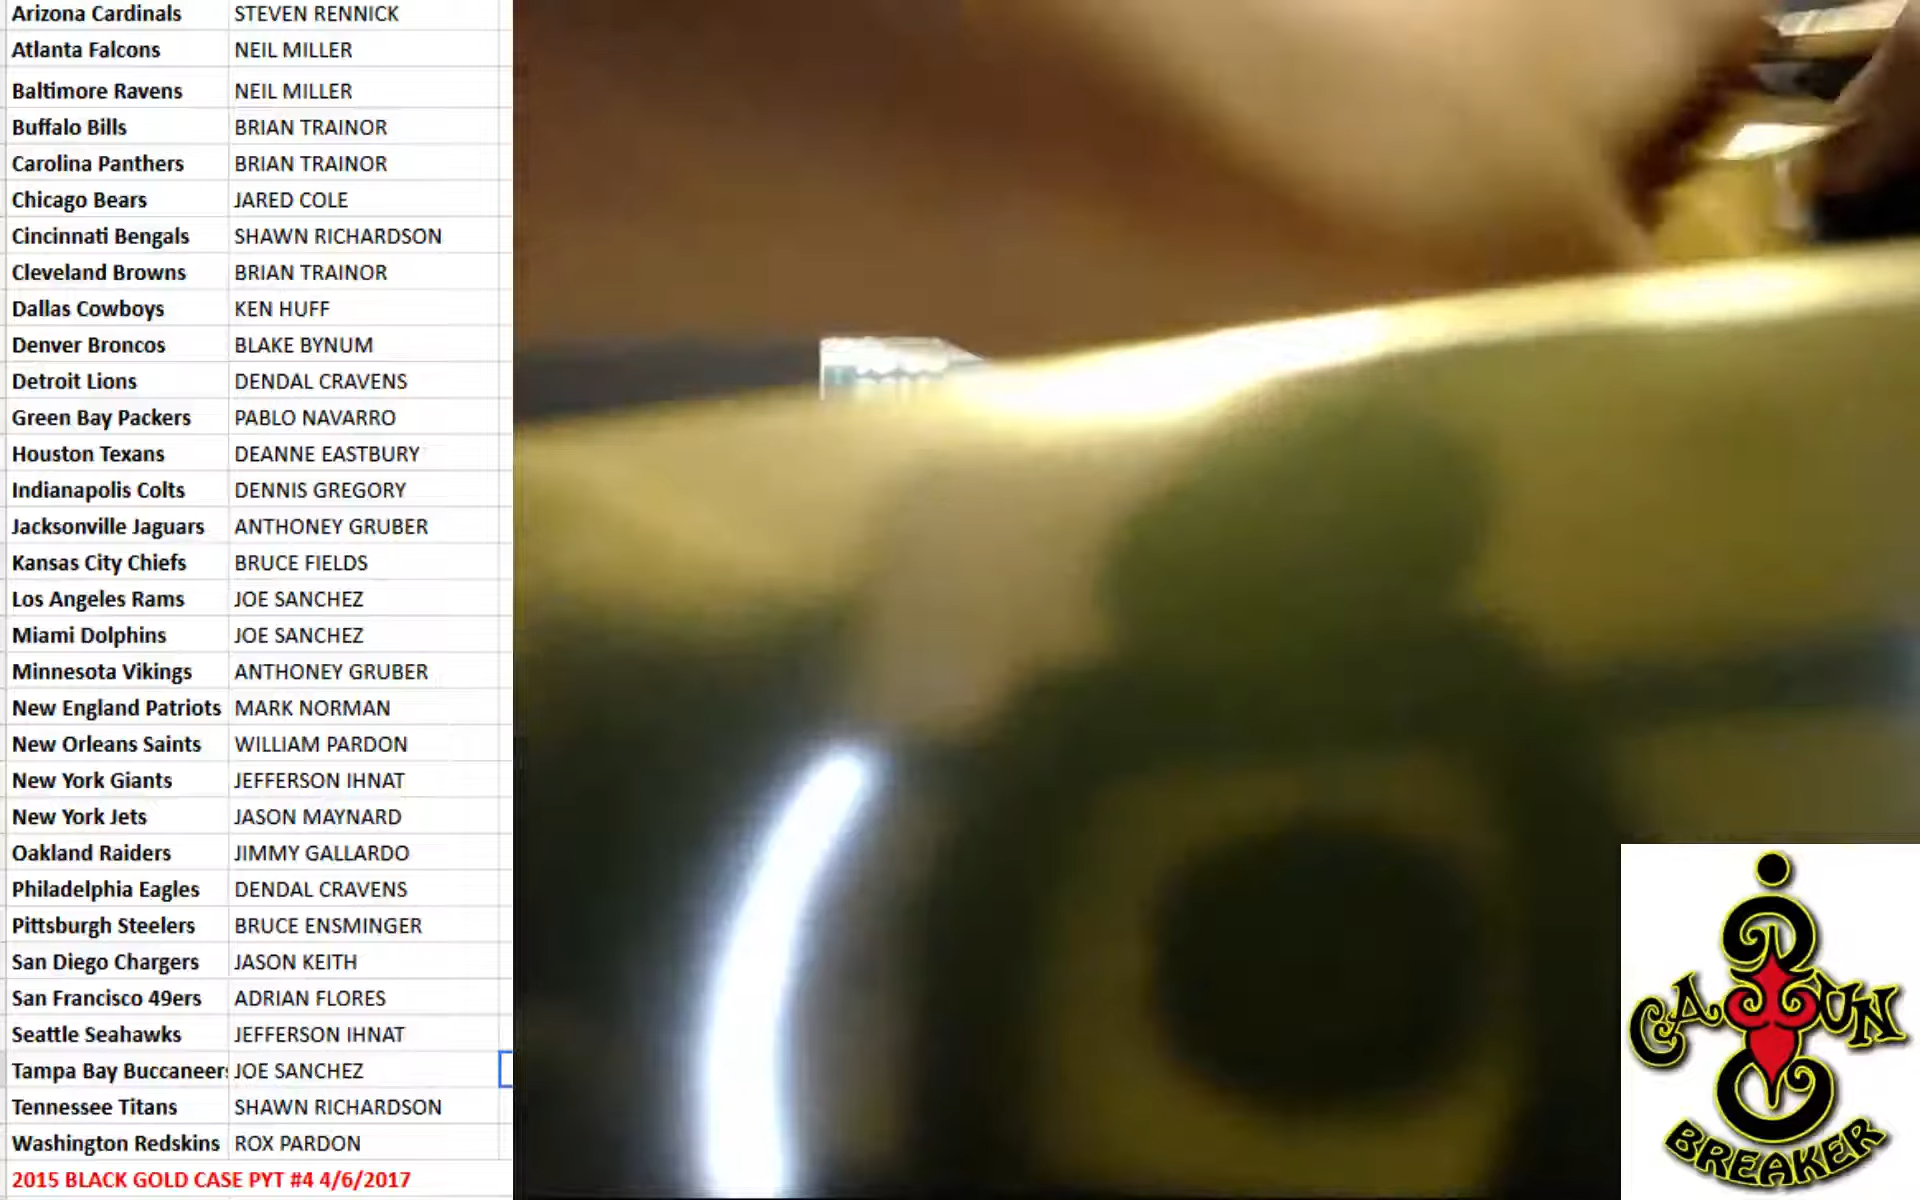 Arizona Cardinals STEVEN RENNICK
Atlanta Falcons NEIL MILLER
Baltimore Ravens NEIL MILLER
Buffalo Bills BRIAN TRAINOR
Carolina Panthers BRIAN TRAINOR
Chicago Bears JARED COLE
Cincinnati Bengals SHAWN RICHARDSON
Cleveland Browns BRIAN TRAINOR
Dallas Cowboys KEN HUFF
Denver Broncos BLAKE BYNUM
Detroit Lions DENDAL CRAVENS
Green Bay Packers PABLO NAVARRO
Houston Texans DEANNE EASTBURY
Indianapolis Colts DENNIS GREGORY
Jacksonville Jaguars ANTHONEY GRUBER
Kansas City Chiefs BRUCE FIELDS
Los Angeles Rams JOE SANCHEZ
Miami Dolphins JOE SANCHEZ
Minnesota Vikings ANTHONEY GRUBER
New England Patriots MARK NORMAN
New Orleans Saints WILLIAM PARDON
New York Giants JEFFERSON IHNAT
New York Jets JASON MAYNARD
Oakland Raiders JIMMY GALLARDO
Philadelphia Eagles DENDAL CRAVENS
Pittsburgh Steelers BRUCE ENSMINGER
San Diego Chargers JASON KEITH
San Francisco 49ers ADRIAN FLORES
Seattle Seahawks JEFFERSON IHNAT
Tampa Bay Buccaneers JOE SANCHEZ
Tennessee Titans SHAWN RICHARDSON
Washington Redskins ROX PARDON
2015 BLACK GOLD CASE PYT #4 4/6/2017
CAJUN
BREAKER